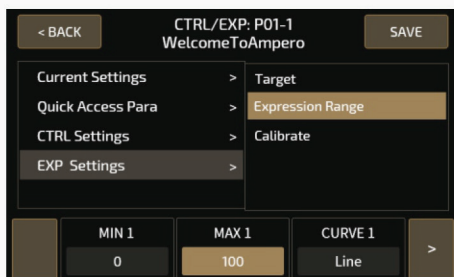 < BACK
CTRL/EXP: P01-1
WelcomeToAmpero
SAVE
Current Settings >
Quick Access Para >
CTRL Settings >
EXP Settings >
Target
Expression Range
Calibrate
MIN 1
MAX 1
CURVE 1
0
100
Line
>